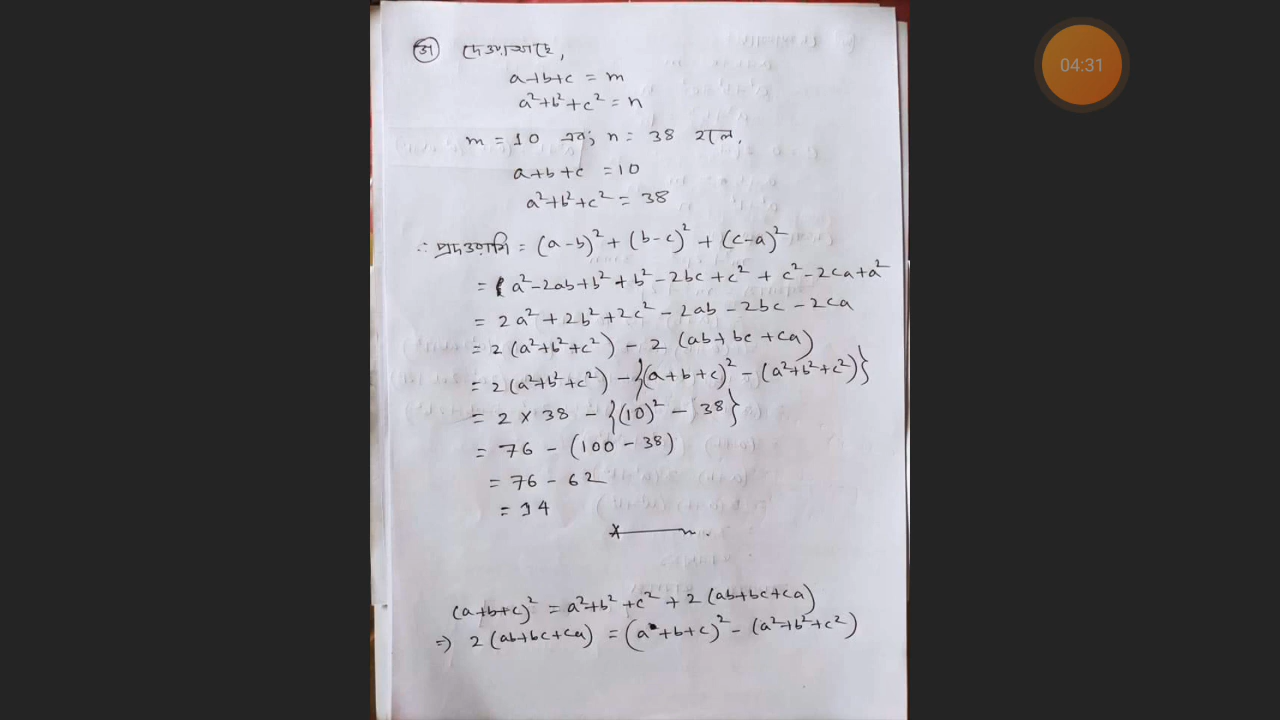 04:31
গ দেওয়া আছে,
a+b+c = m
a²+b²+c² = n
m = 10 এবং n = 38 হলে,
a+b+c = 10
a²+b²+c² = 38
∴ প্রদত্ত রাশি = (a-b)² + (b-c)² + (c-a)²
= a²-2ab+b²+b²-2bc+c²+c²-2ca+a²
= 2a²+2b²+2c²-2ab-2bc-2ca
= 2(a²+b²+c²) - 2(ab+bc+ca)
= 2(a²+b²+c²) - {(a+b+c)² - (a²+b²+c²)}
= 2 × 38 - {(10)² - 38}
= 76 - (100-38)
= 76 - 62
= 14
(a+b+c)² = a²+b²+c²+2(ab+bc+ca)
⇒ 2(ab+bc+ca) = (a+b+c)² - (a²+b²+c²)